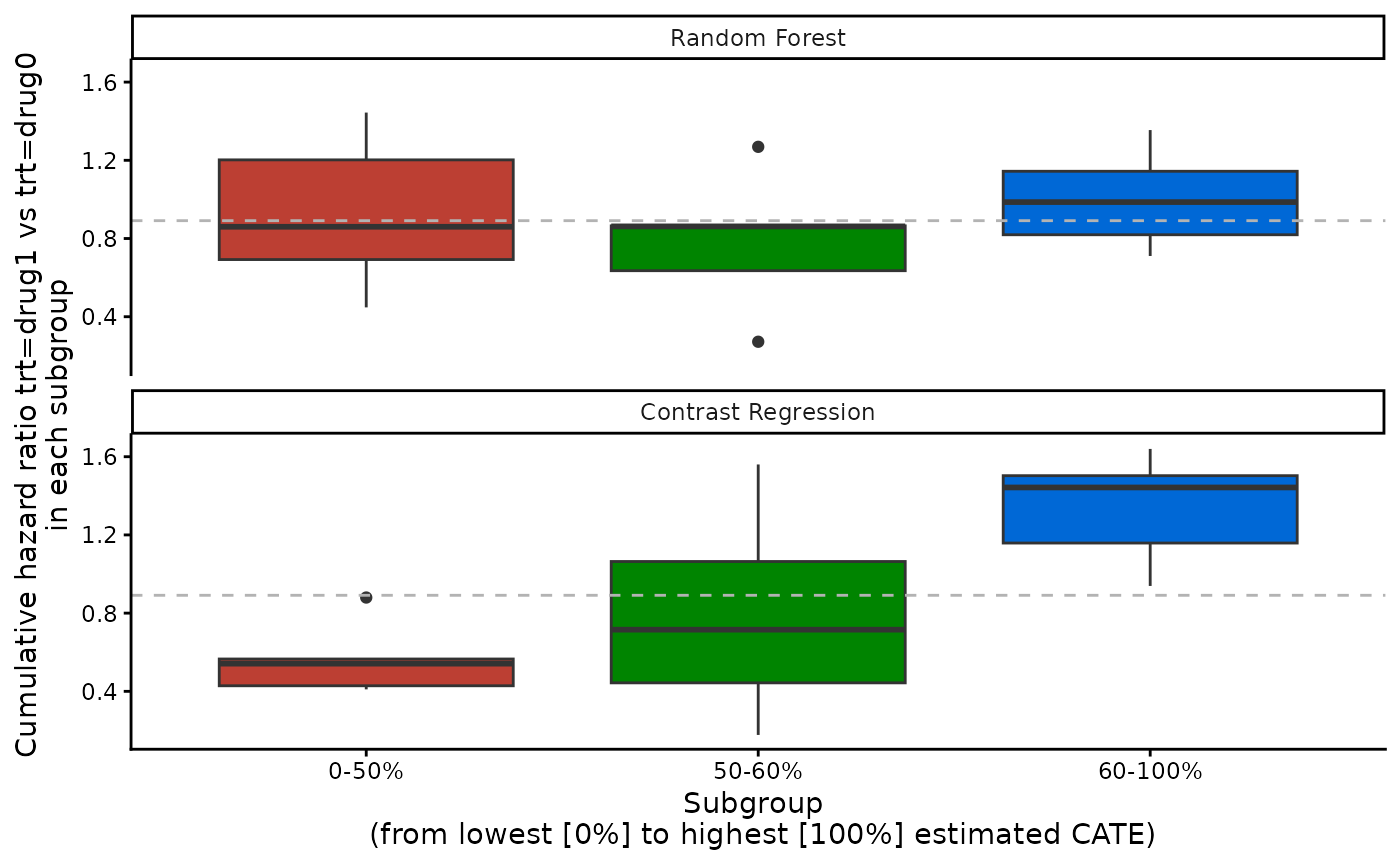 Random Forest
1.6
1.2
0.8
0.4
Contrast Regression
1.6
1.2
0.8
0.4
Cumulative hazard ratio trt=drug1 vs trt=drug0
in each subgroup
0-50%
50-60%
60-100%
Subgroup
(from lowest [0%] to highest [100%] estimated CATE)